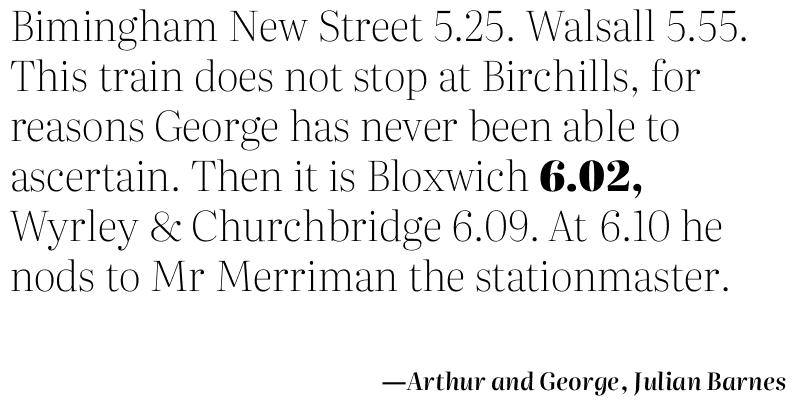 Bimingham New Street 5.25. Walsall 5.55.
This train does not stop at Birchills, for
reasons George has never been able to
ascertain. Then it is Bloxwich 6.02,
Wyrley & Churchbridge 6.09. At 6.10 he
nods to Mr Merriman the stationmaster.
—Arthur and George, Julian Barnes